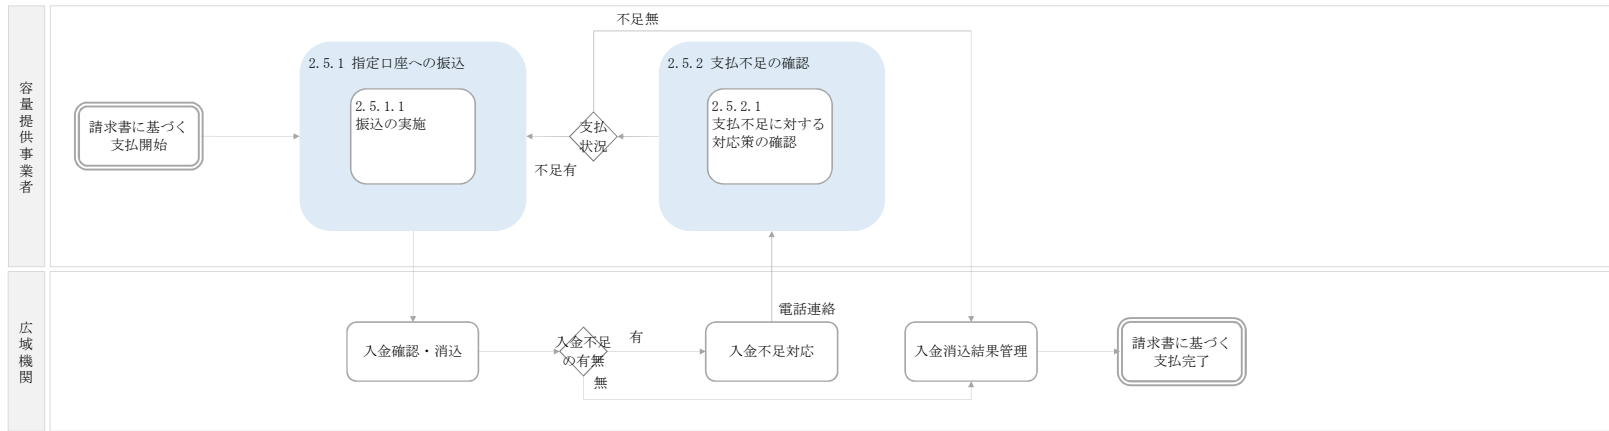 容量提供事業者
不足無
2.5.1 指定口座への振込
2.5.1.1
振込の実施
2.5.2 支払不足の確認
2.5.2.1
支払不足に対する
対応策の確認
請求書に基づく
支払開始
支払
状況
不足有
広域機関
電話連絡
入金確認・消込
入金不足
の有無
有
無
入金不足対応
入金消込結果管理
請求書に基づく
支払完了